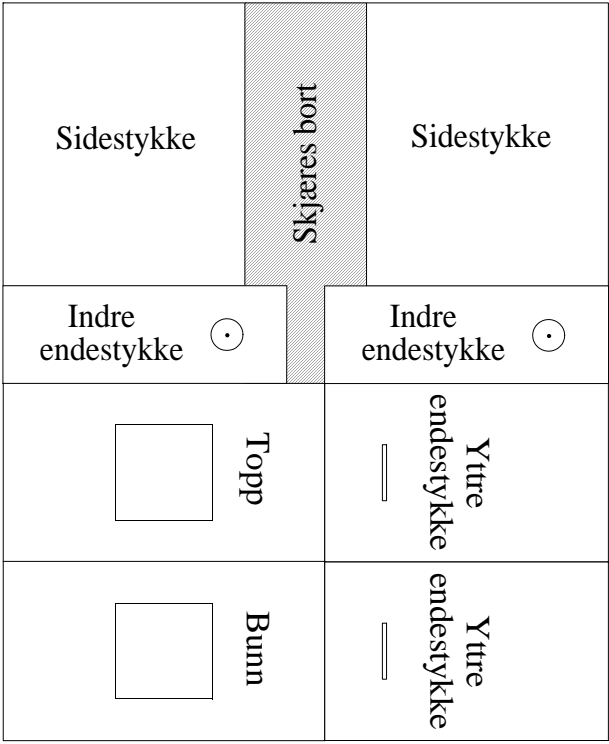 Sidestykke
Skjæres bort
Sidestykke
Indre
endestykke
Indre
endestykke
Topp
Yttre
endestykke
Bunn
Yttre
endestykke